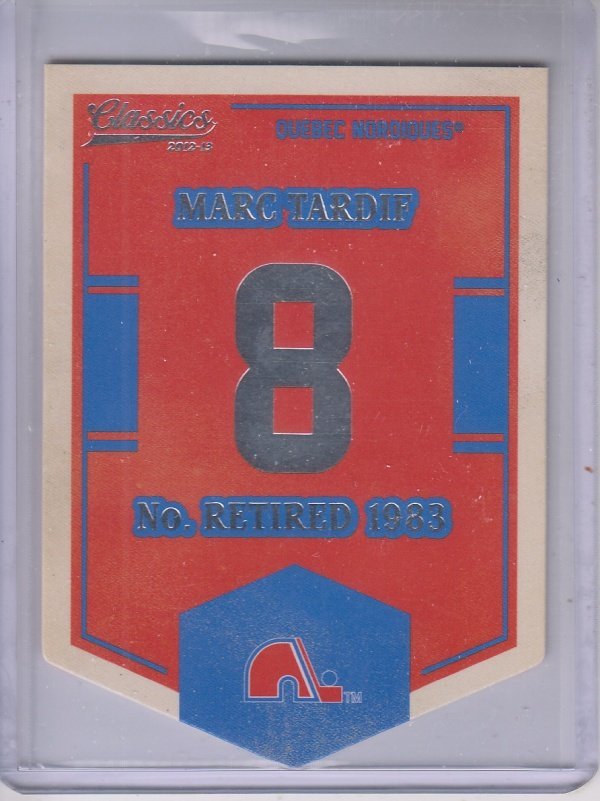 Classics
2012-13
QUEBEC NORDIQUES®
MARC TARDIF
8
No. RETIRED 1983
TM